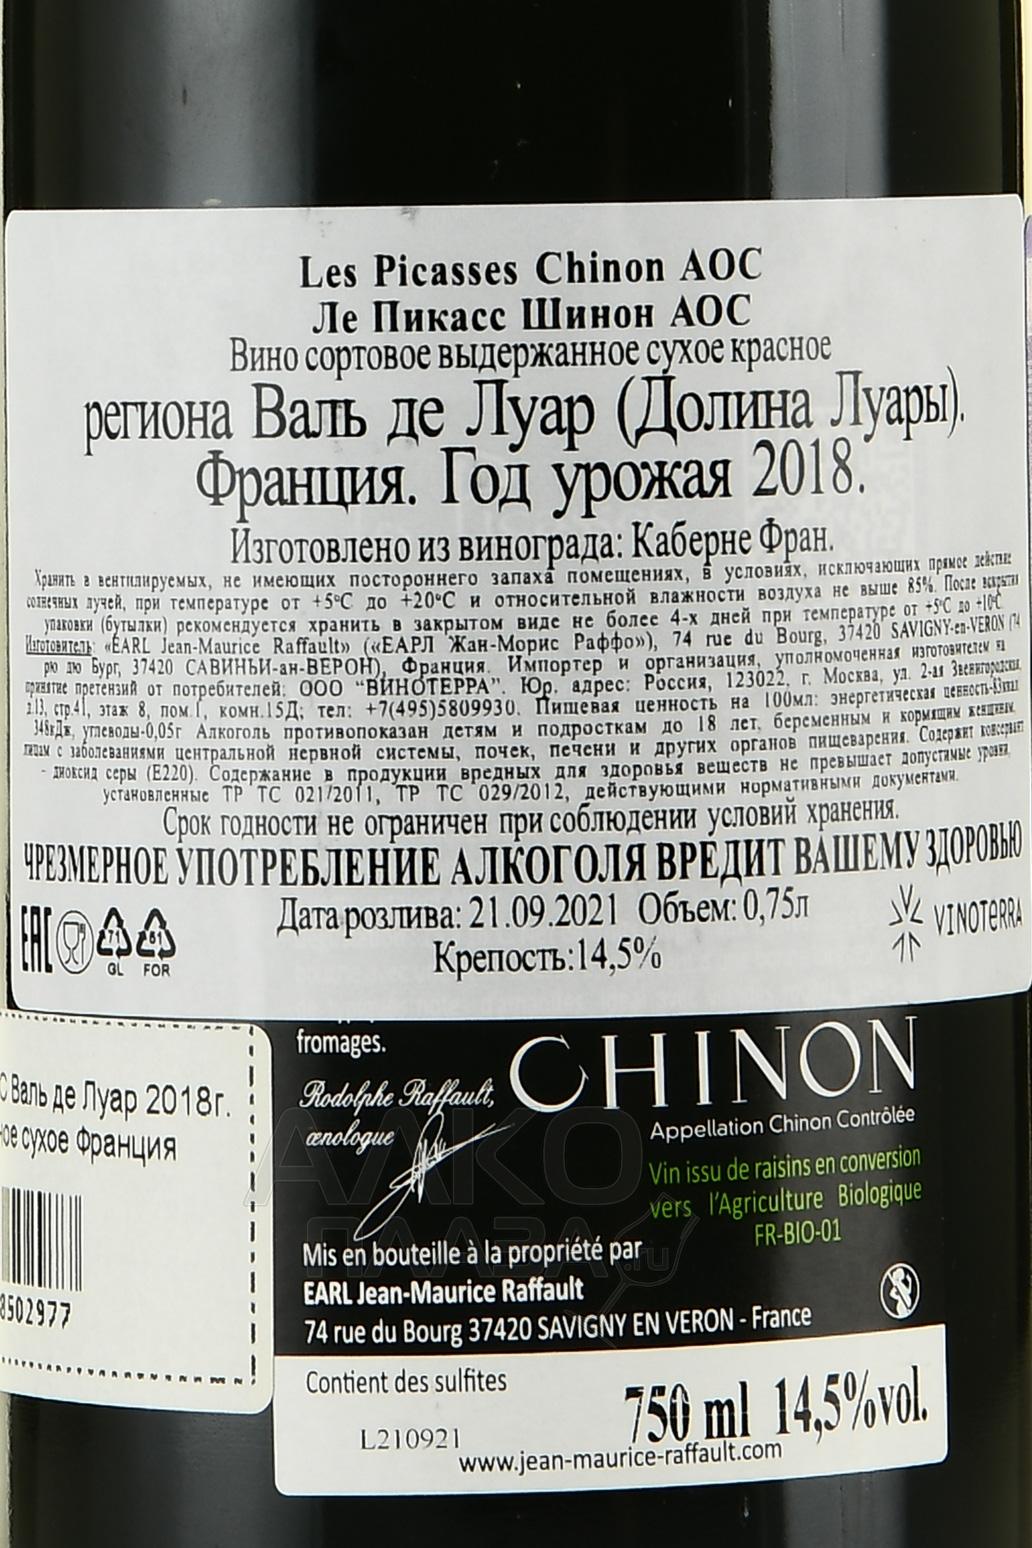 Les Picasses Chinon AOC
Ле Пикасс Шинон АОС
Вино сортовое выдержанное сухое красное
региона Валь де Луар (Долина Луары).
Франция. Год урожая 2018.
Изготовлено из винограда: Каберне Фран.
Хранить в вентилируемых, не имеющих постороннего запаха помещениях, в условиях, исключающих прямое действие
солнечных лучей, при температуре от +5°С до +20°С и относительной влажности воздуха не выше 85%. После вскрытия
упаковки (бутылки) рекомендуется хранить в закрытом виде не более 4-х дней при температуре от +5°С до +10°С.
Изготовитель: «EARL Jean-Maurice Raffault» («ЕАРЛ Жан-Морис Раффо»), 74 rue du Bourg, 37420 SAVIGNY-en-VERON (74
рю дю Бург, 37420 САВИНЬИ-ан-ВЕРОН), Франция. Импортер и организация, уполномоченная изготовителем на
принятие претензий от потребителей: ООО "ВИНОТЕРРА". Юр. адрес: Россия, 123022, г. Москва, ул. 2-ая Звенигородская,
д.13, стр.41, этаж 8, пом.I, комн.15Д; тел: +7(495)5809930. Пищевая ценность на 100мл: энергетическая ценность-83ккал
348кДж, углеводы-0,05г Алкоголь противопоказан детям и подросткам до 18 лет, беременным и кормящим женщинам,
лицам с заболеваниями центральной нервной системы, почек, печени и других органов пищеварения. Содержит консервант
- диоксид серы (Е220). Содержание в продукции вредных для здоровья веществ не превышает допустимые уровни,
установленные ТР ТС 021/2011, ТР ТС 029/2012, действующими нормативными документами.
Срок годности не ограничен при соблюдении условий хранения.
ЧРЕЗМЕРНОЕ УПОТРЕБЛЕНИЕ АЛКОГОЛЯ ВРЕДИТ ВАШЕМУ ЗДОРОВЬЮ
Дата розлива: 21.09.2021 Объем: 0,75л
Крепость:14,5%
EAC
71
GL
61
FOR
VINOTERRA
С Валь де Луар 2018г.
ное сухое Франция
8502977
fromages.
Rodolphe Raffault,
œnologue
CHINON
Appellation Chinon Contrôlée
Vin issu de raisins en conversion
vers l'Agriculture Biologique
FR-BIO-01
Mis en bouteille à la propriété par
EARL Jean-Maurice Raffault
74 rue du Bourg 37420 SAVIGNY EN VERON - France
Contient des sulfites
750 ml 14,5%vol.
L210921
www.jean-maurice-raffault.com
АЛКО
ПЛАЗА.ru